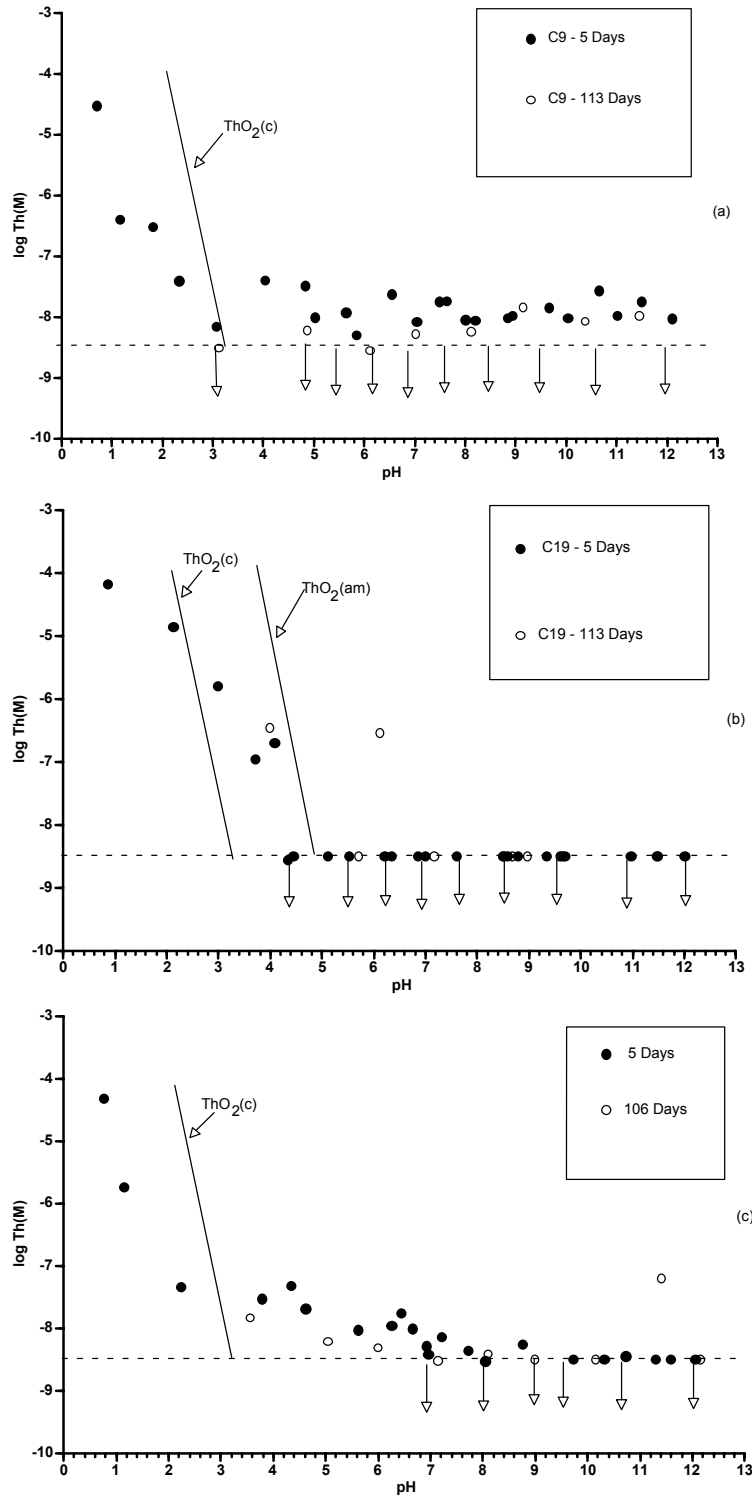 -3
C9 - 5 Days
-4
C9 - 113 Days
ThO2(c)
-5
-6
(a)
log Th(M)
-7
-8
-9
-10
0 1 2 3 4 5 6 7 8 9 10 11 12 13
pH
-3
C19 - 5 Days
ThO2(c)
-4
ThO2(am)
-5
C19 - 113 Days
-6
(b)
log Th(M)
-7
-8
-9
-10
0 1 2 3 4 5 6 7 8 9 10 11 12 13
pH
-3
5 Days
-4
106 Days
ThO2(c)
-5
-6
(c)
log Th(M)
-7
-8
-9
-10
0 1 2 3 4 5 6 7 8 9 10 11 12 13
pH